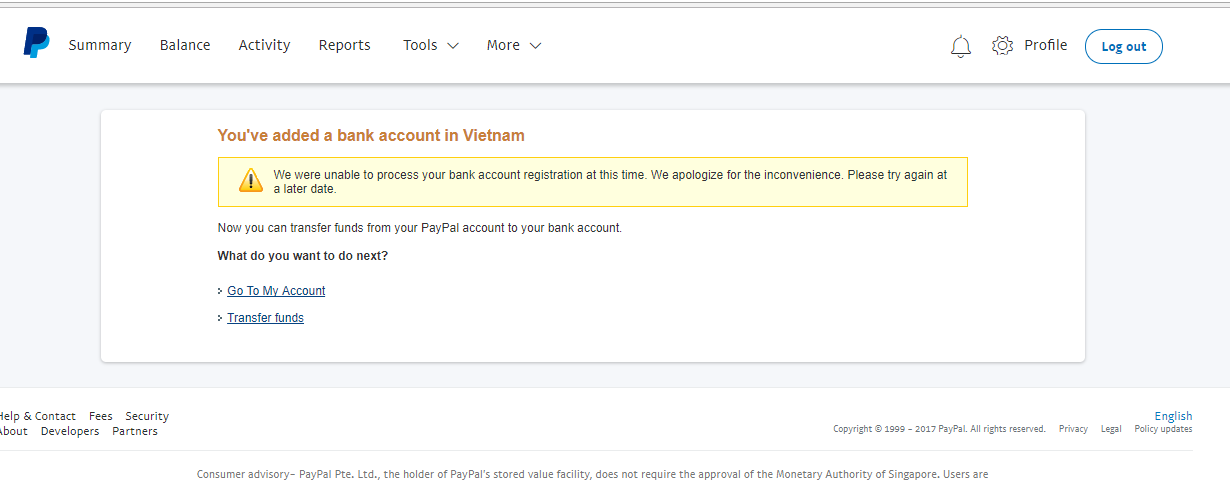 Summary Balance Activity Reports Tools More Profile Log out
You've added a bank account in Vietnam
We were unable to process your bank account registration at this time. We apologize for the inconvenience. Please try again at
a later date.
Now you can transfer funds from your PayPal account to your bank account.
What do you want to do next?
Go To My Account
Transfer funds
Help & Contact Fees Security
About Developers Partners
English
Copyright © 1999 – 2017 PayPal. All rights reserved. Privacy Legal Policy updates
Consumer advisory– PayPal Pte. Ltd., the holder of PayPal's stored value facility, does not require the approval of the Monetary Authority of Singapore. Users are